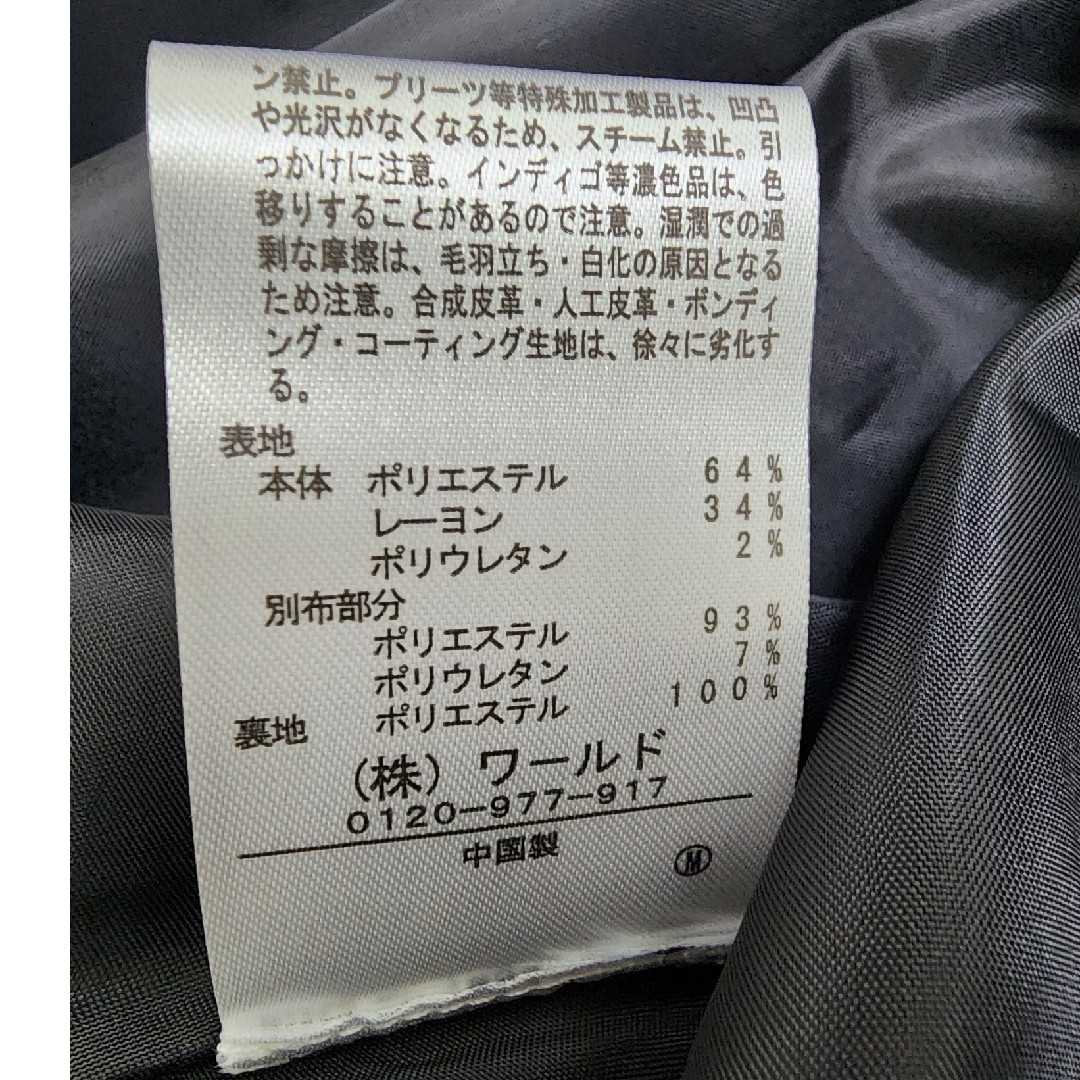 ン禁止。プリーツ等特殊加工製品は、凹凸
や光沢がなくなるため、スチーム禁止。引
っかけに注意。インディゴ等濃色品は、色
移りすることがあるので注意。湿潤での過
剰な摩擦は、毛羽立ち・白化の原因となる
ため注意。合成皮革・人工皮革・ボンディ
ング・コーティング生地は、徐々に劣化す
る。
表地
本体 ポリエステル 64%
レーヨン 34%
ポリウレタン 2%
別布部分
ポリエステル 93%
ポリウレタン 7%
裏地 ポリエステル 100%
(株) ワールド
0120-977-917
中国製 Ⓜ